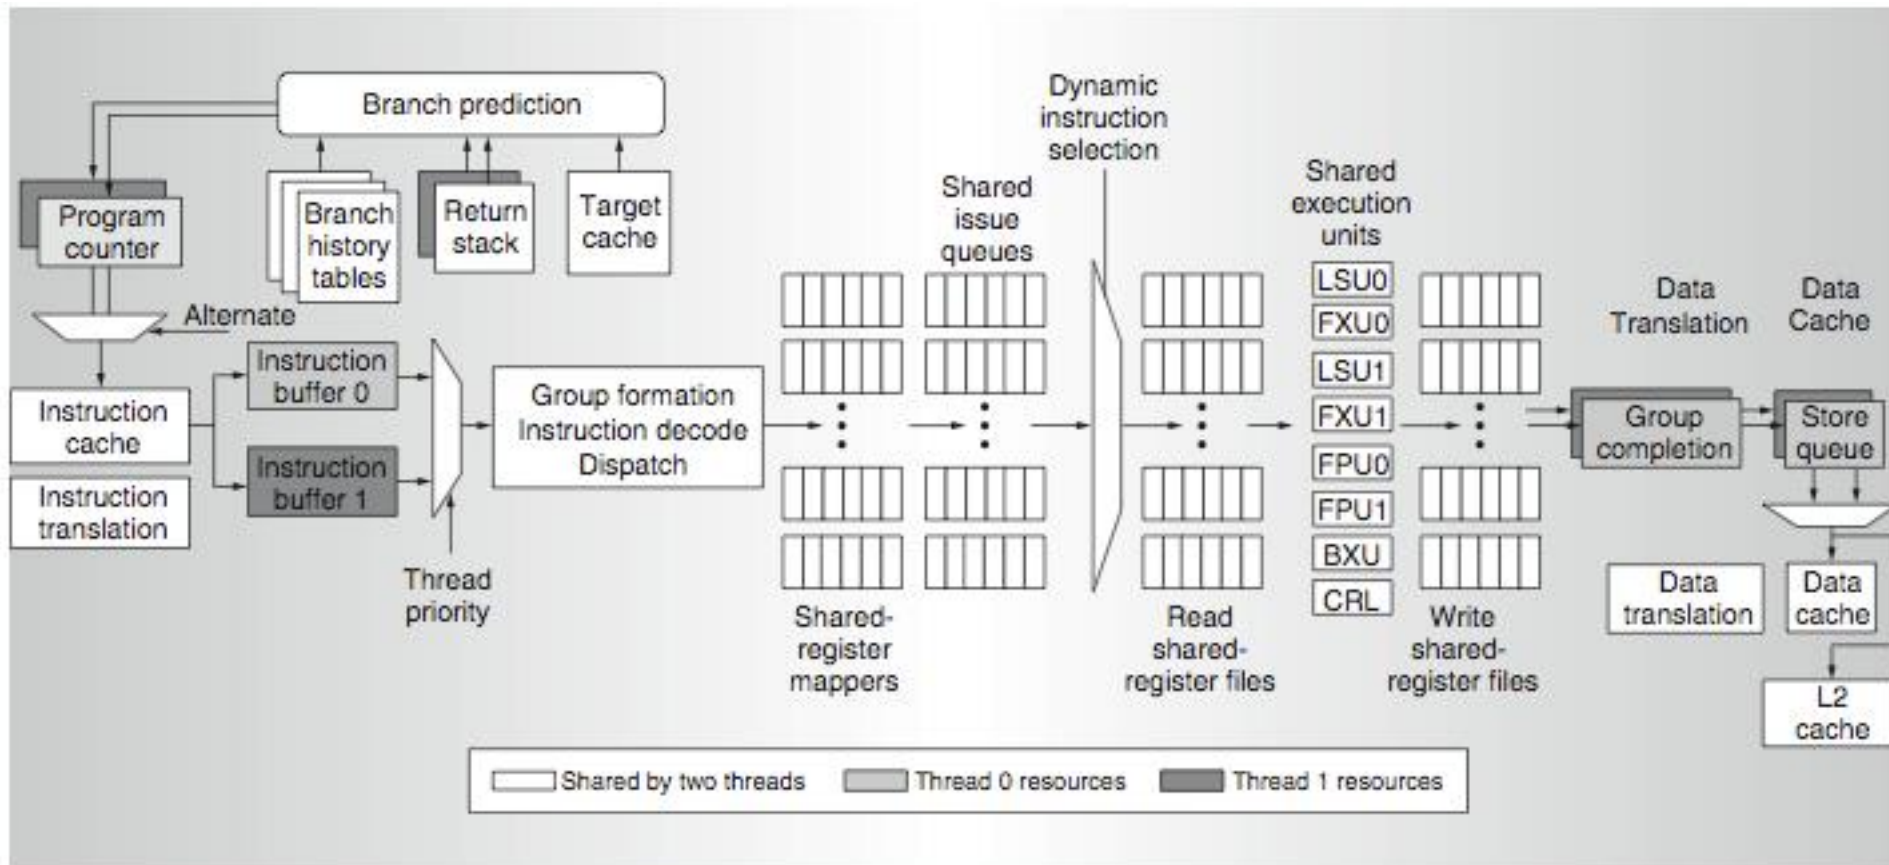 Branch prediction
Program
counter
Branch
history
tables
Return
stack
Target
cache
Alternate
Instruction
cache
Instruction
translation
Instruction
buffer 0
Instruction
buffer 1
Thread
priority
Group formation
Instruction decode
Dispatch
Shared-
register
mappers
Shared
issue
queues
Dynamic
instruction
selection
Read
shared-
register files
Shared
execution
units
LSU0
FXU0
LSU1
FXU1
FPU0
FPU1
BXU
CRL
Write
shared-
register files
Data
Translation
Data
Cache
Group
completion
Store
queue
Data
translation
Data
cache
L2
cache
Shared by two threads
Thread 0 resources
Thread 1 resources